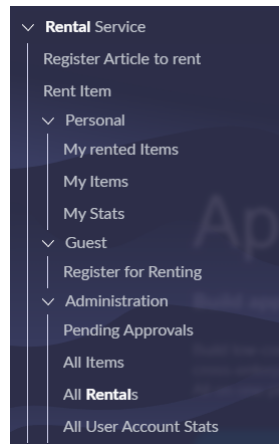 Rental Service
Register Article to rent
Rent Item
Personal
My rented Items
My Items
My Stats
Guest
Register for Renting
Administration
Pending Approvals
All Items
All Rentals
All User Account Stats
Ap